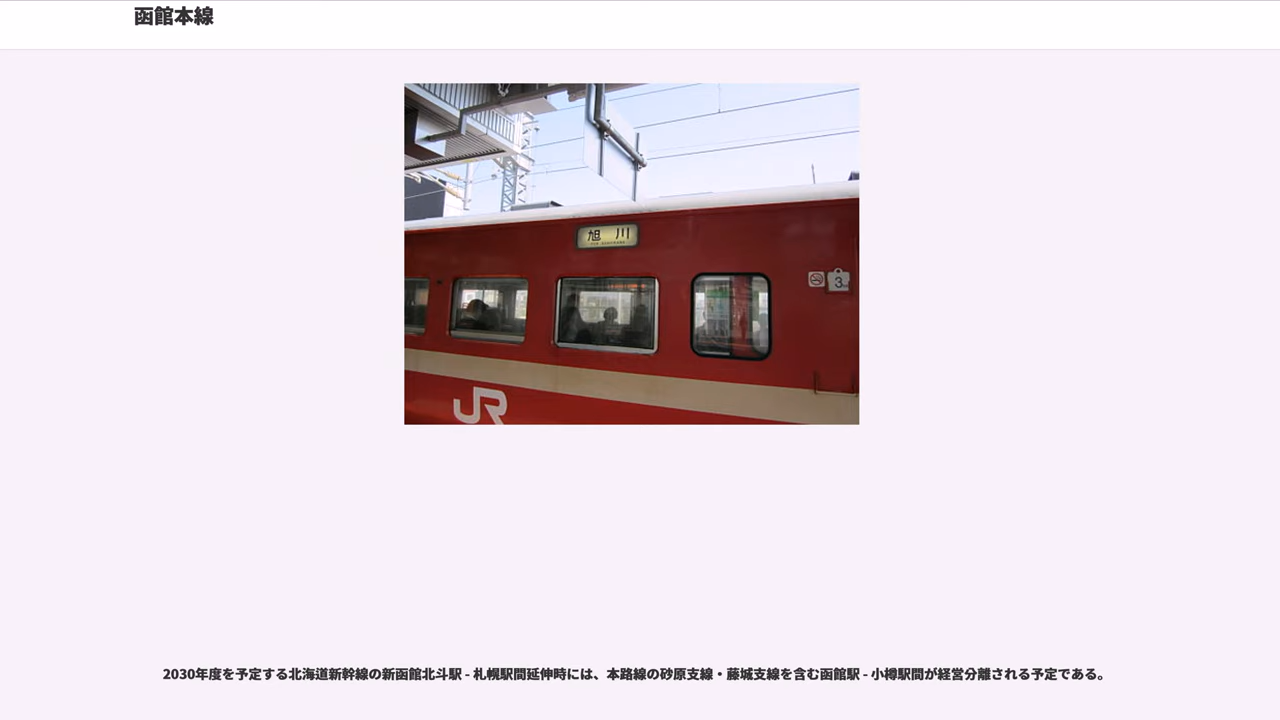 函館本線
旭 川
3
JR
2030年度を予定する北海道新幹線の新函館北斗駅 - 札幌駅間延伸時には、本路線の砂原支線・藤城支線を含む函館駅 - 小樽駅間が経営分離される予定である。